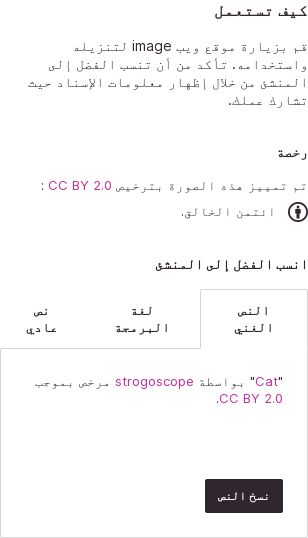 كيف تستعمل
قم بزيارة موقع ويب image لتنزيله
واستخدامه. تأكد من أن تنسب الفضل إلى
المنشئ من خلال إظهار معلومات الإسناد حيث
تشارك عملك.
رخصة
تم تمييز هذه الصورة بترخيص CC BY 2.0 :
ائتمن الخالق.
انسب الفضل إلى المنشئ
النص الغني
لغة البرمجة
نص عادي
"Cat" بواسطة strogoscope مرخص بموجب
CC BY 2.0.
نسخ النص